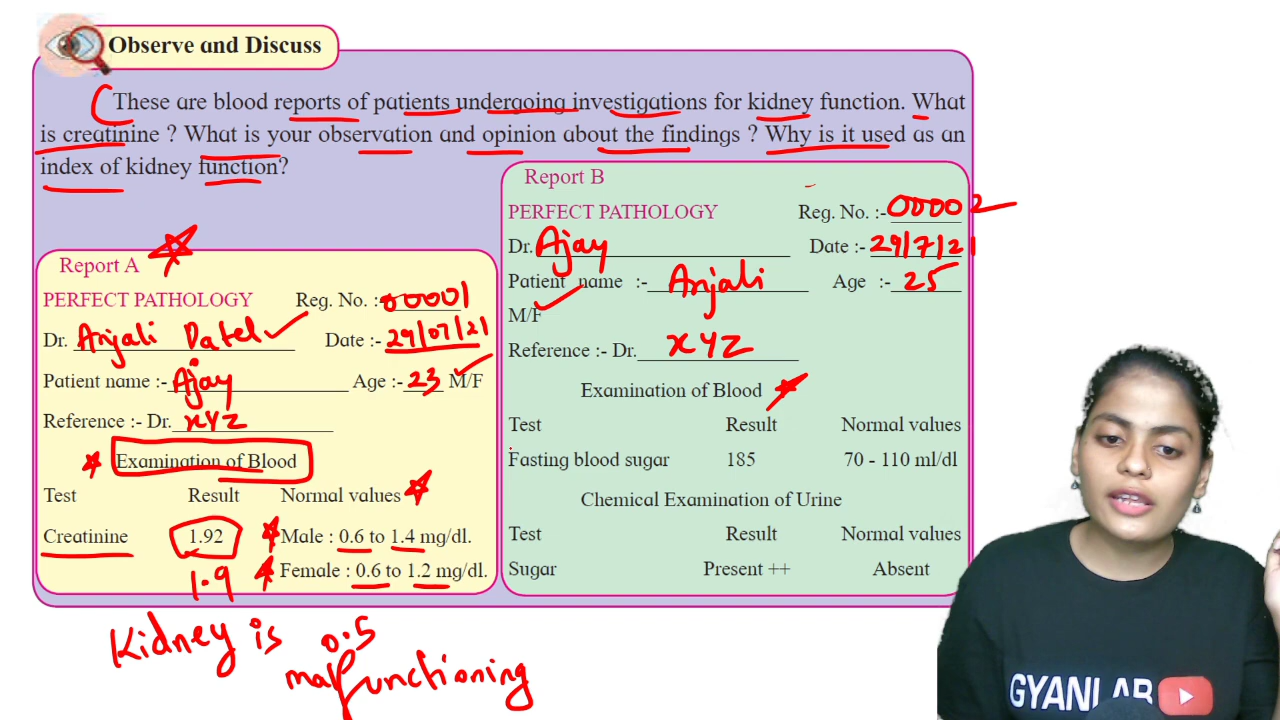 Observe and Discuss
These are blood reports of patients undergoing investigations for kidney function. What
is creatinine ? What is your observation and opinion about the findings ? Why is it used as an
index of kidney function?
Report A
PERFECT PATHOLOGY Reg. No. :- 00001
Dr. Anjali Patel Date :- 29/07/21
Patient name :- Ajay Age :- 23 M/F
Reference :- Dr. XYZ
Examination of Blood
Test Result Normal values
Creatinine 1.92 Male : 0.6 to 1.4 mg/dl.
1.9 Female : 0.6 to 1.2 mg/dl.
Report B
PERFECT PATHOLOGY Reg. No. :- 00002
Dr. Ajay Date :- 29/7/21
Patient name :- Anjali Age :- 25
M/F
Reference :- Dr. XYZ
Examination of Blood
Test Result Normal values
Fasting blood sugar 185 70 - 110 ml/dl
Chemical Examination of Urine
Test Result Normal values
Sugar Present ++ Absent
Kidney is 0.5
malfunctioning
GYANLAB